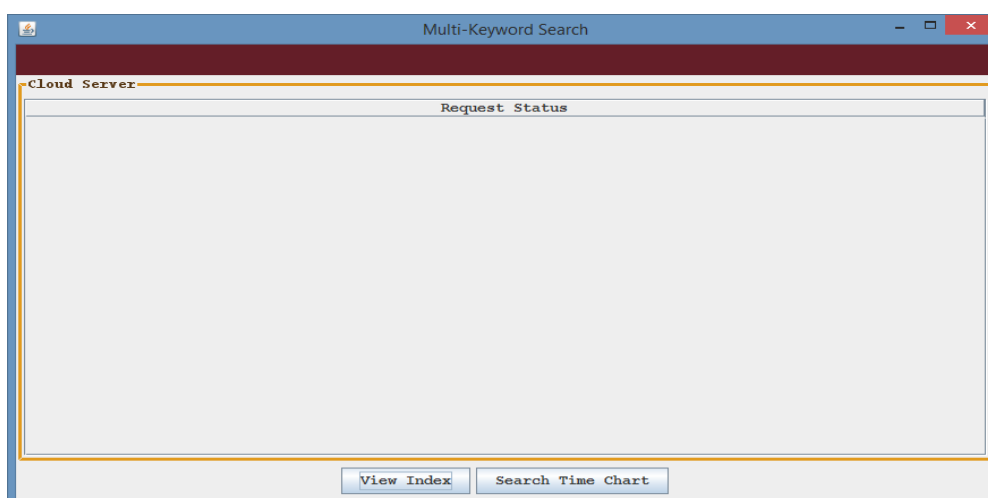 Multi-Keyword Search
Cloud Server
Request Status
View Index Search Time Chart